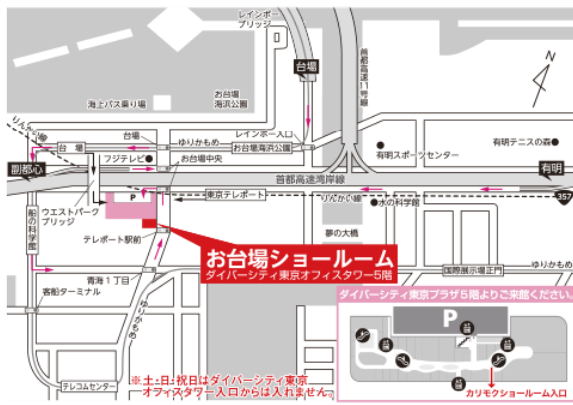 レインボー
ブリッジ
台場
首都高速11号線
N
海上バス乗り場
お台場
海浜公園
台場
ゆりかもめ
レインボー入口
お台場海浜公園
有明テニスの森
有明スポーツセンター
りんかい線
台場
フジテレビ
お台場中央
副都心
首都高速湾岸線
有明
P
東京テレポート
りんかい線
水の科学館
357
船の科学館
ウエストパーク
ブリッジ
テレポート駅前
夢の大橋
お台場ショールーム
ダイバーシティ東京オフィスタワー5階
国際展示場正門
青海1丁目
客船ターミナル
ゆりかもめ
テレコムセンター
ダイバーシティ東京プラザ5階よりご来館ください。
P
カリモクショールーム入口
※土・日・祝日はダイバーシティ東京
オフィスタワー入口からは入れません。